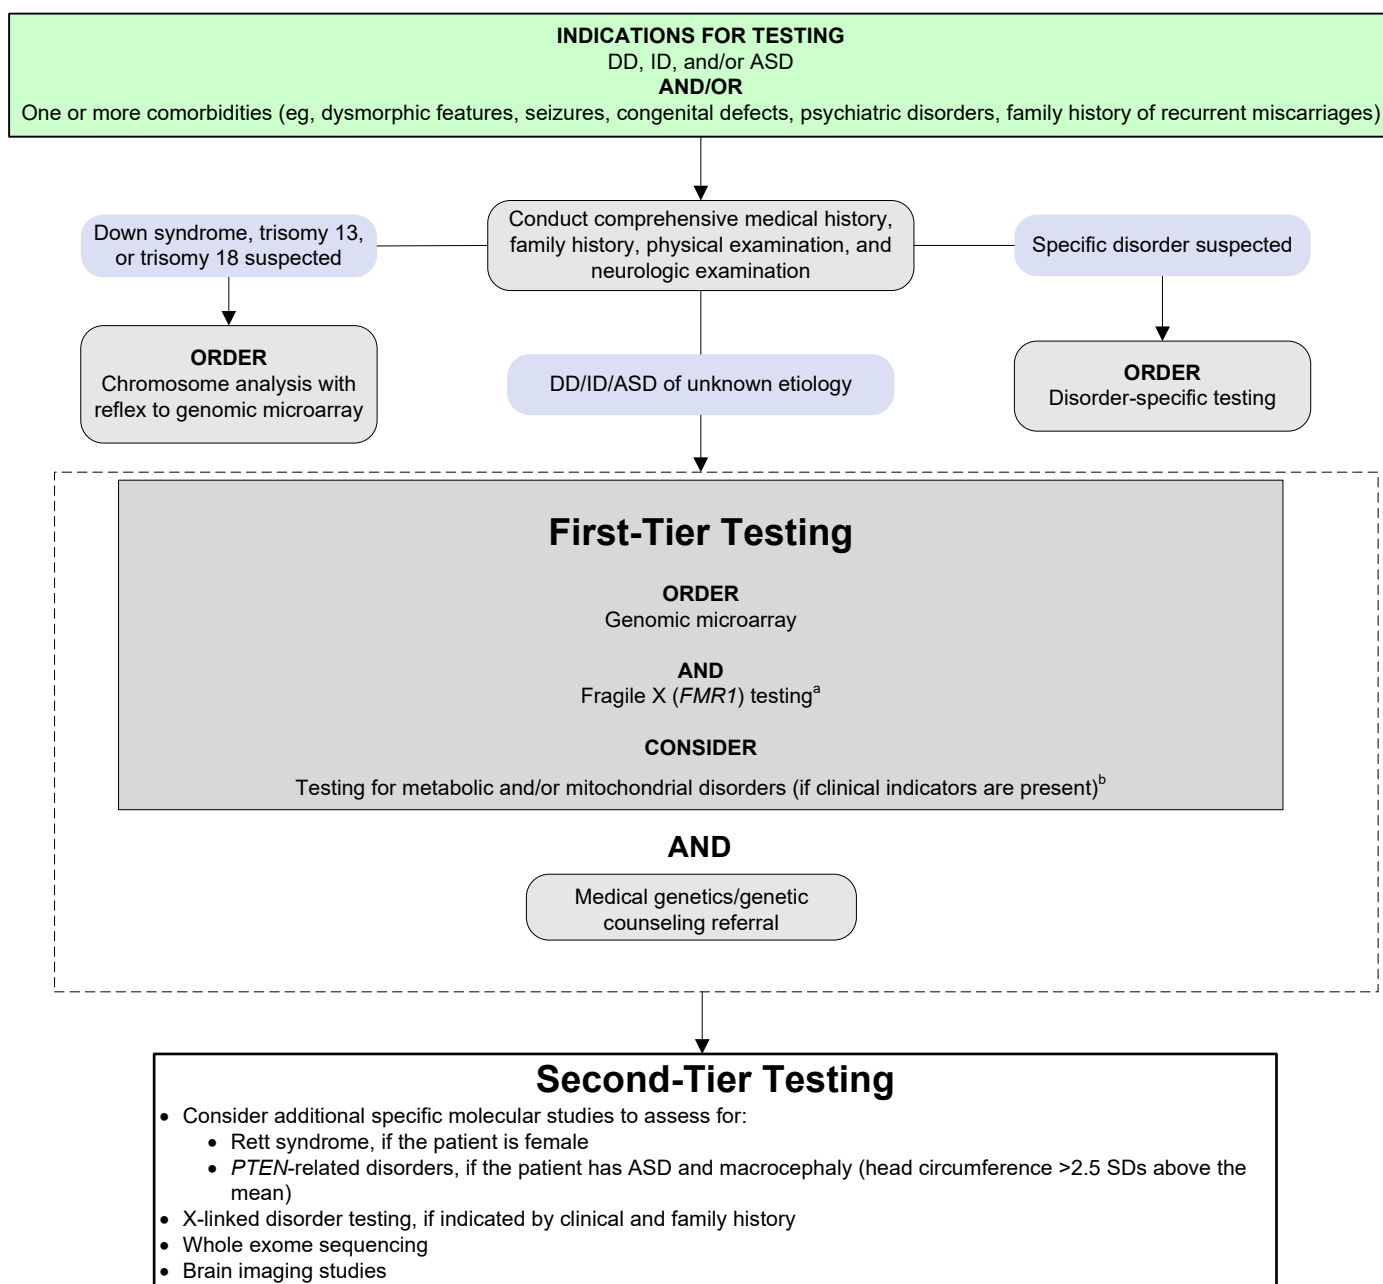 INDICATIONS FOR TESTING
DD, ID, and/or ASD
AND/OR
One or more comorbidities (eg, dysmorphic features, seizures, congenital defects, psychiatric disorders, family history of recurrent miscarriages)
Conduct comprehensive medical history,
family history, physical examination, and
neurologic examination
Down syndrome, trisomy 13,
or trisomy 18 suspected
Specific disorder suspected
ORDER
Chromosome analysis with
reflex to genomic microarray
DD/ID/ASD of unknown etiology
ORDER
Disorder-specific testing
First-Tier Testing
ORDER
Genomic microarray
AND
Fragile X (FMR1) testingᵃ
CONSIDER
Testing for metabolic and/or mitochondrial disorders (if clinical indicators are present)ᵇ
AND
Medical genetics/genetic
counseling referral
Second-Tier Testing
• Consider additional specific molecular studies to assess for:
• Rett syndrome, if the patient is female
• PTEN-related disorders, if the patient has ASD and macrocephaly (head circumference >2.5 SDs above the
mean)
• X-linked disorder testing, if indicated by clinical and family history
• Whole exome sequencing
• Brain imaging studies